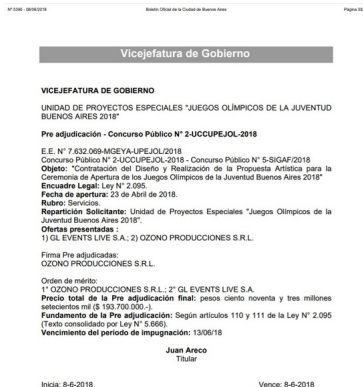 N° 5386 - 08/06/2018 Boletín Oficial de la Ciudad de Buenos Aires Página 33
Vicejefatura de Gobierno
VICEJEFATURA DE GOBIERNO
UNIDAD DE PROYECTOS ESPECIALES "JUEGOS OLÍMPICOS DE LA JUVENTUD
BUENOS AIRES 2018"
Pre adjudicación - Concurso Público N° 2-UCCUPEJOL-2018
E.E. N° 7.632.069-MGEYA-UPEJOL/2018
Concurso Público N° 2-UCCUPEJOL-2018 - Concurso Público N° 5-SIGAF/2018
Objeto: "Contratación del Diseño y Realización de la Propuesta Artística para la
Ceremonia de Apertura de los Juegos Olímpicos de la Juventud Buenos Aires 2018"
Encuadre Legal: Ley N° 2.095.
Fecha de apertura: 23 de Abril de 2018.
Rubro: Servicios.
Repartición Solicitante: Unidad de Proyectos Especiales "Juegos Olímpicos de la
Juventud Buenos Aires 2018".
Ofertas presentadas :
1) GL EVENTS LIVE S.A.; 2) OZONO PRODUCCIONES S.R.L.
Firma Pre adjudicadas:
OZONO PRODUCCIONES S.R.L.
Orden de mérito:
1° OZONO PRODUCCIONES S.R.L.; 2° GL EVENTS LIVE S.A.
Precio total de la Pre adjudicación final: pesos ciento noventa y tres millones
setecientos mil ($ 193.700.000.-).
Fundamento de la Pre adjudicación: Según artículos 110 y 111 de la Ley N° 2.095
(Texto consolidado por Ley N° 5.666).
Vencimiento del período de impugnación: 13/06/18
Juan Areco
Titular
Inicia: 8-6-2018 Vence: 8-6-2018